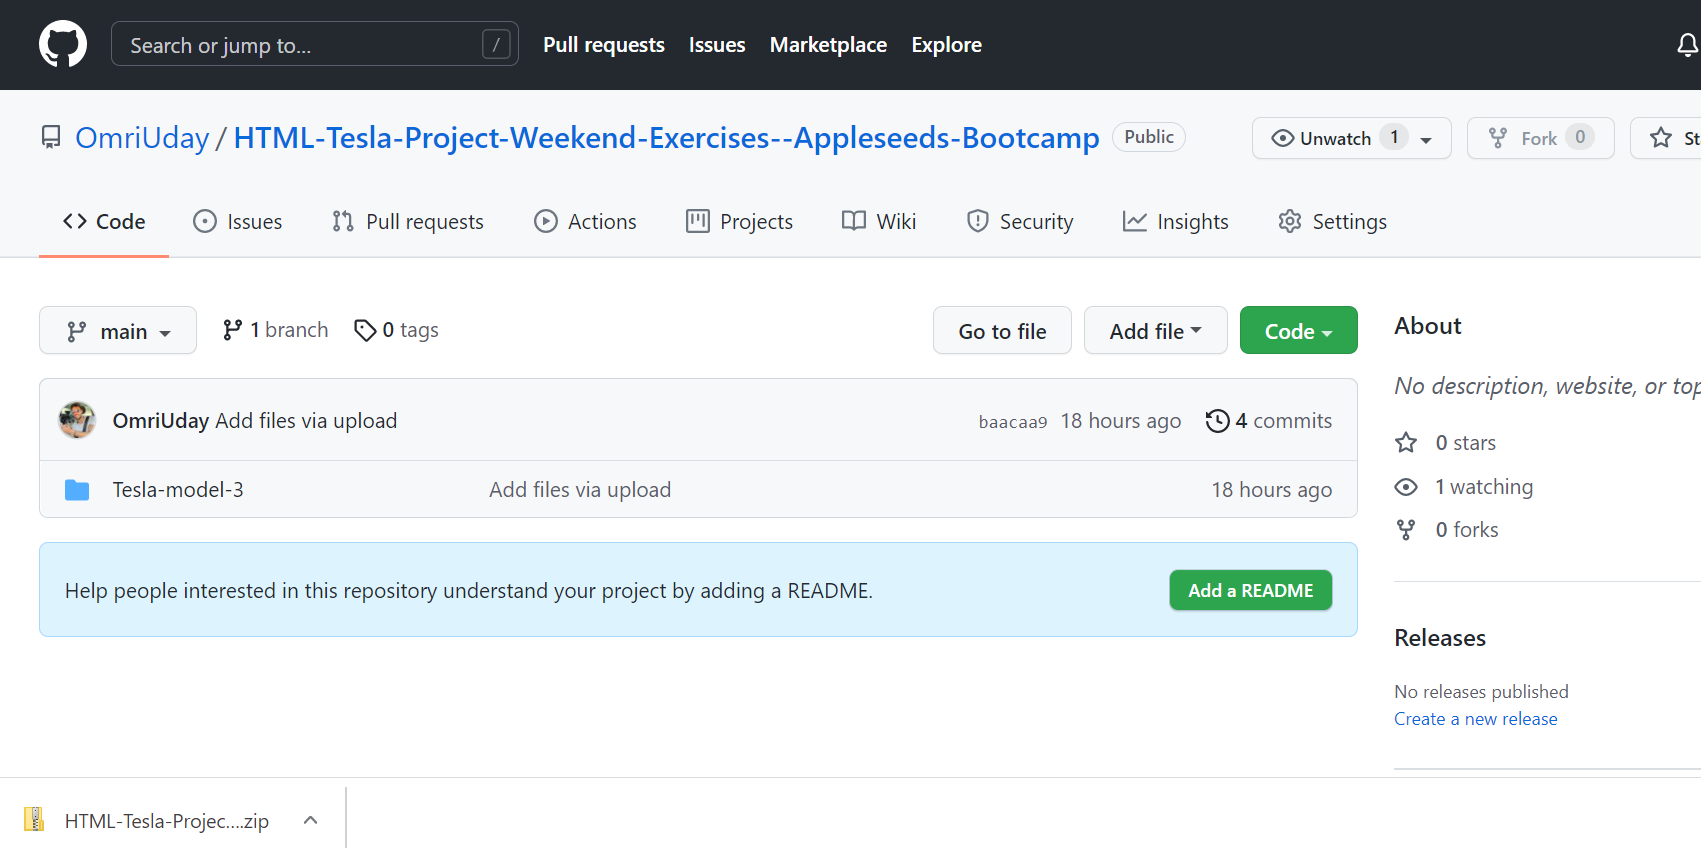 Search or jump to... /
Pull requests Issues Marketplace Explore
OmriUday / HTML-Tesla-Project-Weekend-Exercises--Appleseeds-Bootcamp Public
Unwatch 1 Fork 0
Code Issues Pull requests Actions Projects Wiki Security Insights Settings
main 1 branch 0 tags Go to file Add file Code
OmriUday Add files via upload baacaa9 18 hours ago 4 commits
Tesla-model-3 Add files via upload 18 hours ago
Help people interested in this repository understand your project by adding a README. Add a README
About
No description, website, or
0 stars
1 watching
0 forks
Releases
No releases published
Create a new release
HTML-Tesla-Projec....zip